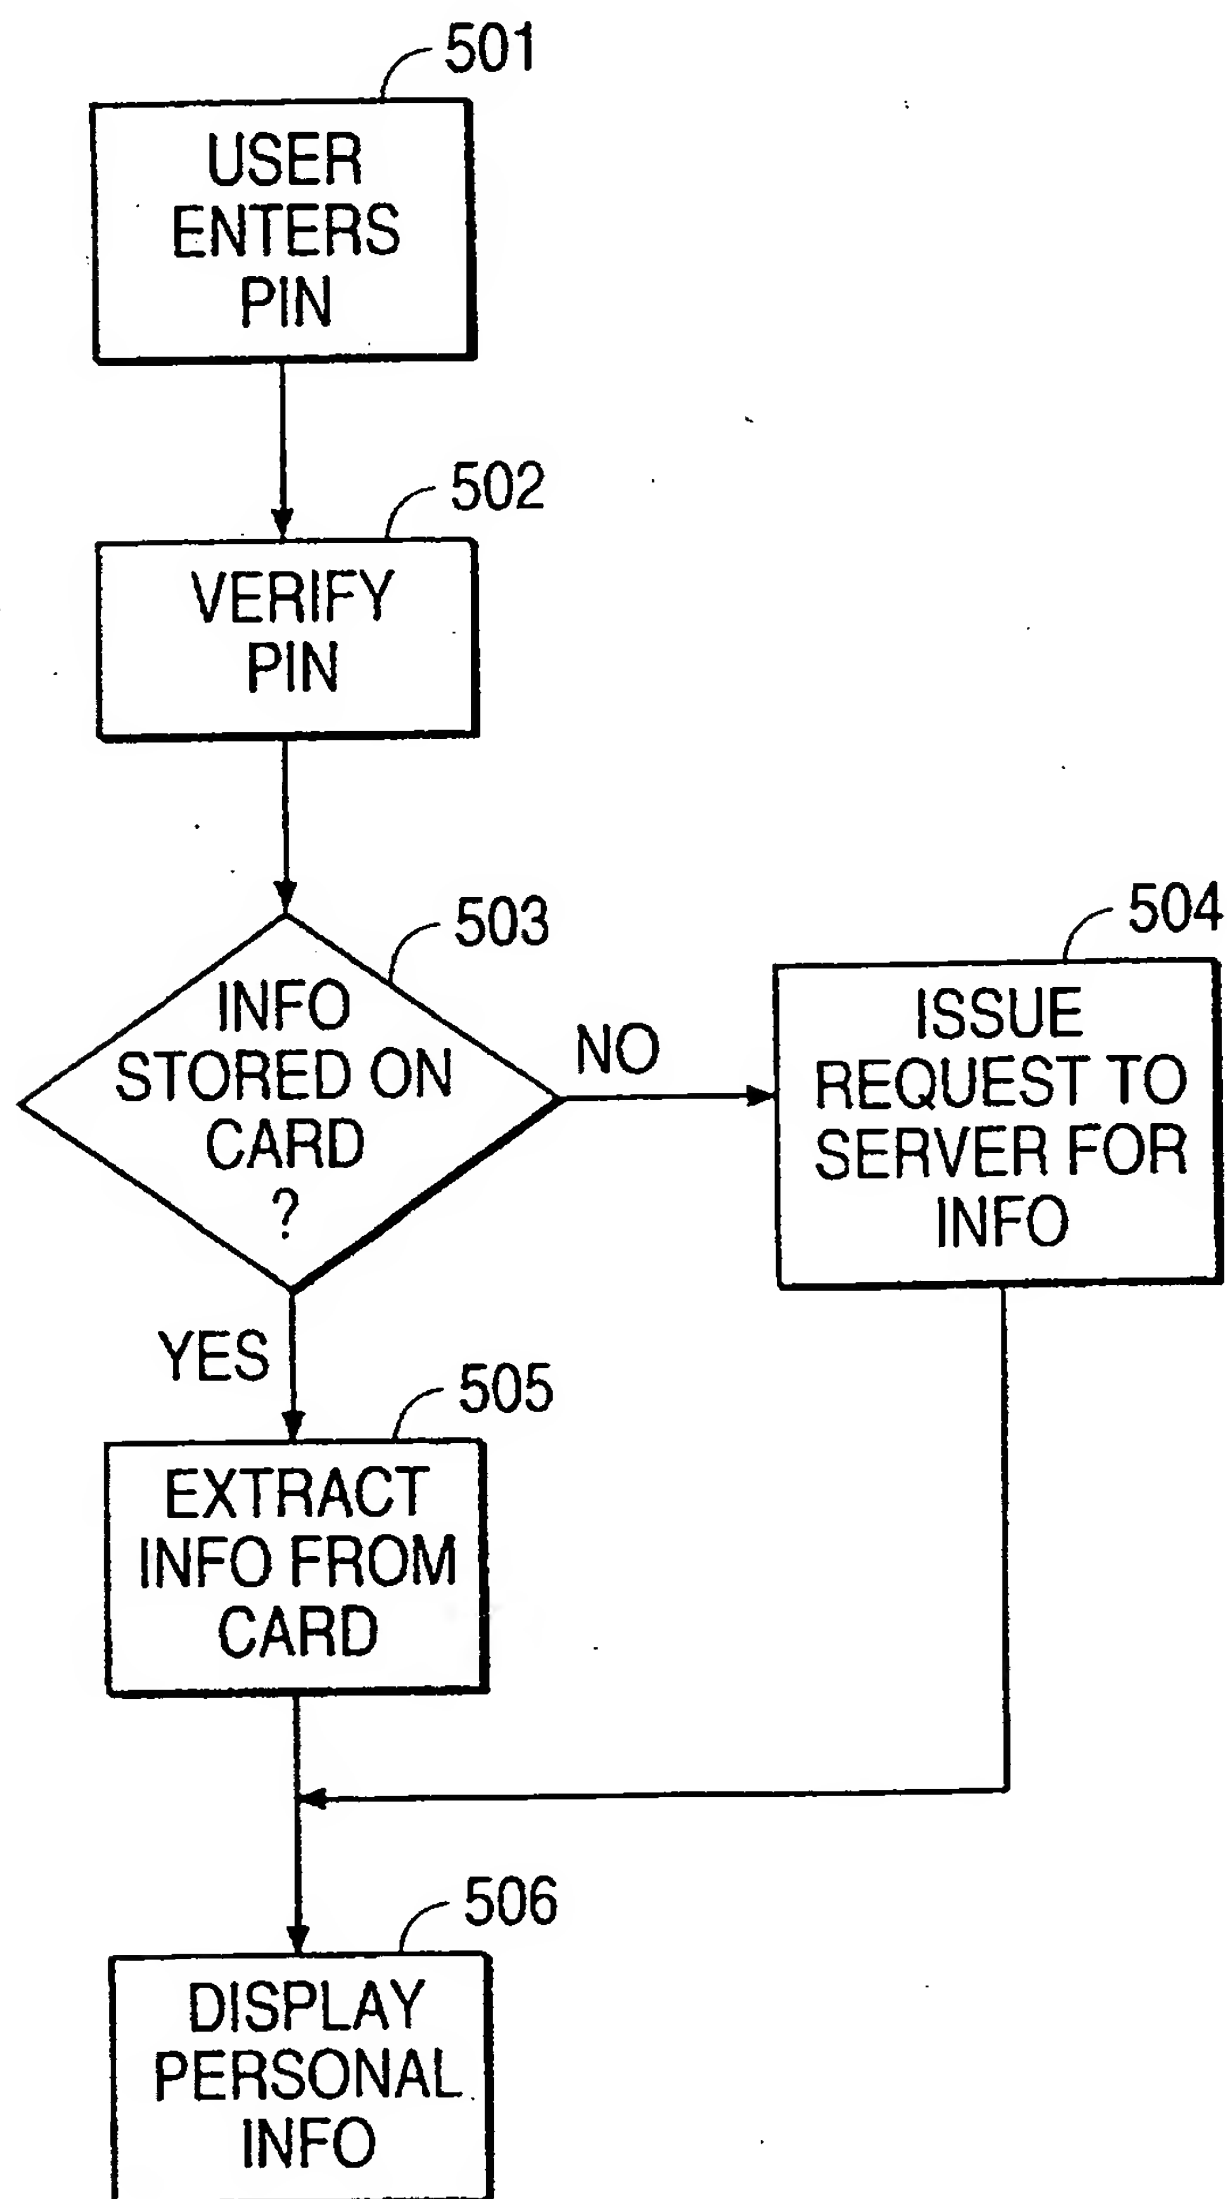 501
USER
ENTERS
PIN
502
VERIFY
PIN
503
INFO
STORED ON
CARD
?
NO
504
ISSUE
REQUEST TO
SERVER FOR
INFO
YES
505
EXTRACT
INFO FROM
CARD
506
DISPLAY
PERSONAL
INFO